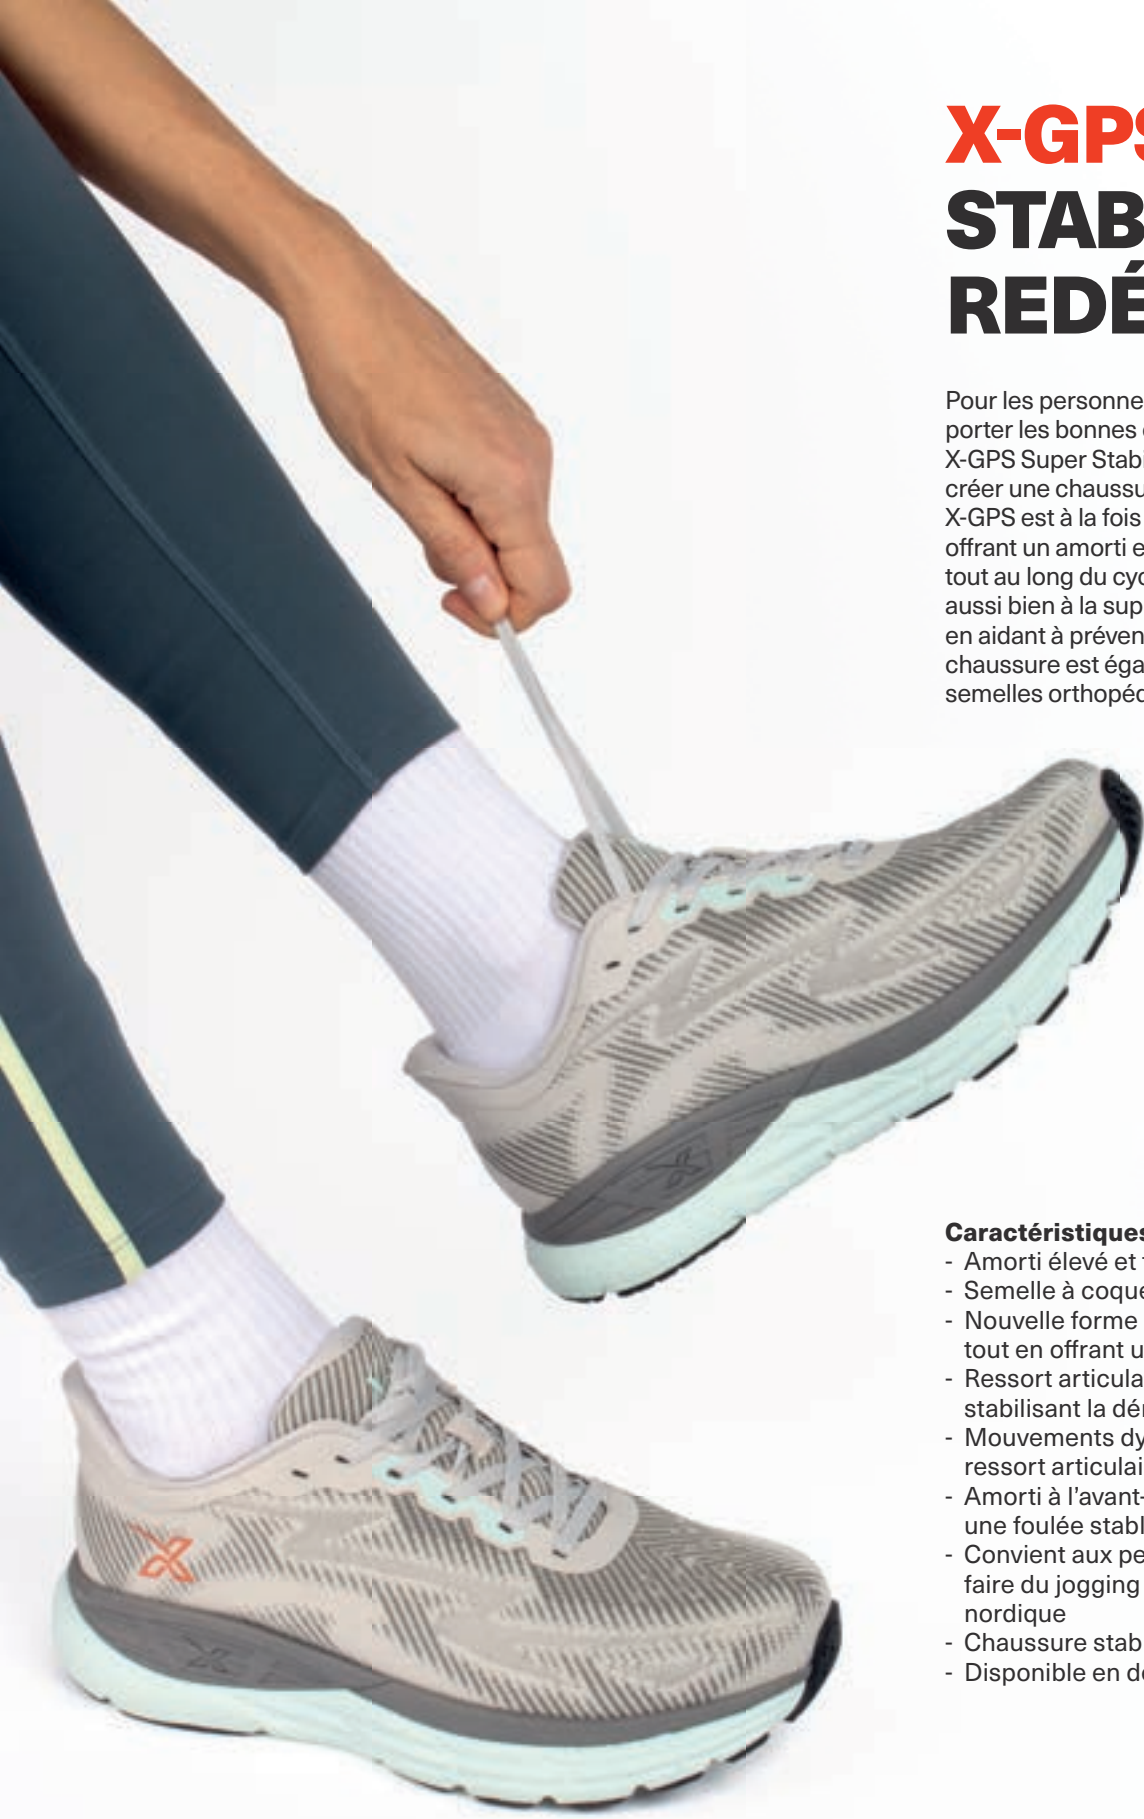 X-GPS
STAB
REDÉ
Pour les personne
porter les bonnes
X-GPS Super Stabi
créer une chaussu
X-GPS est à la fois
offrant un amorti e
tout au long du cyc
aussi bien à la sup
en aidant à préven
chaussure est éga
semelles orthopéd
Caractéristiques
- Amorti élevé et
- Semelle à coque
- Nouvelle forme
tout en offrant u
- Ressort articula
stabilisant la dé
- Mouvements dy
ressort articulai
- Amorti à l'avant-
une foulée stabl
- Convient aux pe
faire du jogging
nordique
- Chaussure stab
- Disponible en de